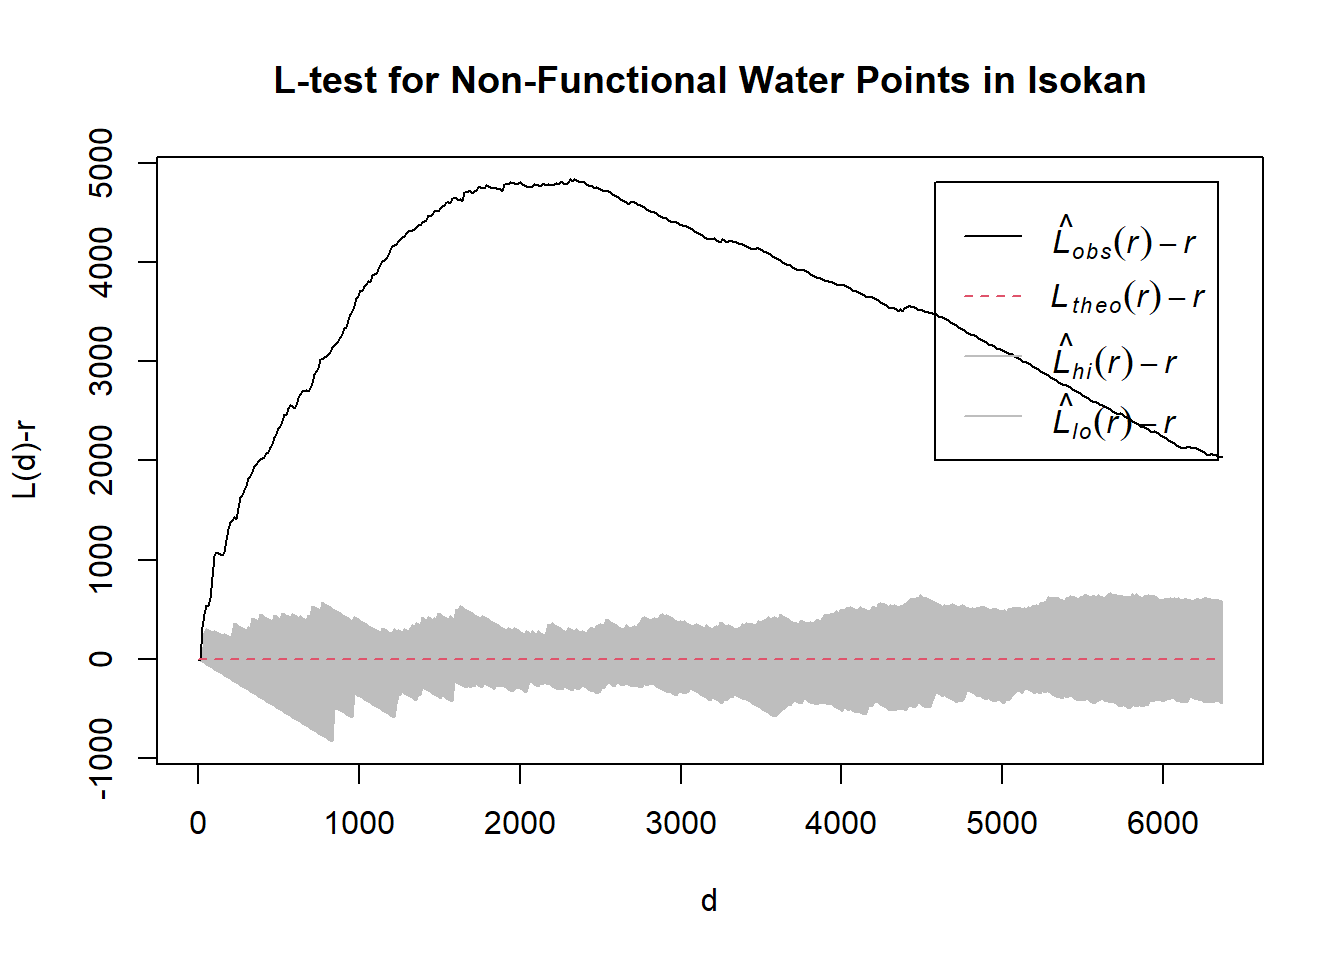 L-test for Non-Functional Water Points in Isokan
L(d)-r
5000
4000
3000
2000
1000
0
-1000
L̂obs(r) − r
Ltheo(r) − r
L̂hi(r) − r
L̂lo(r) − r
0 1000 2000 3000 4000 5000 6000
d